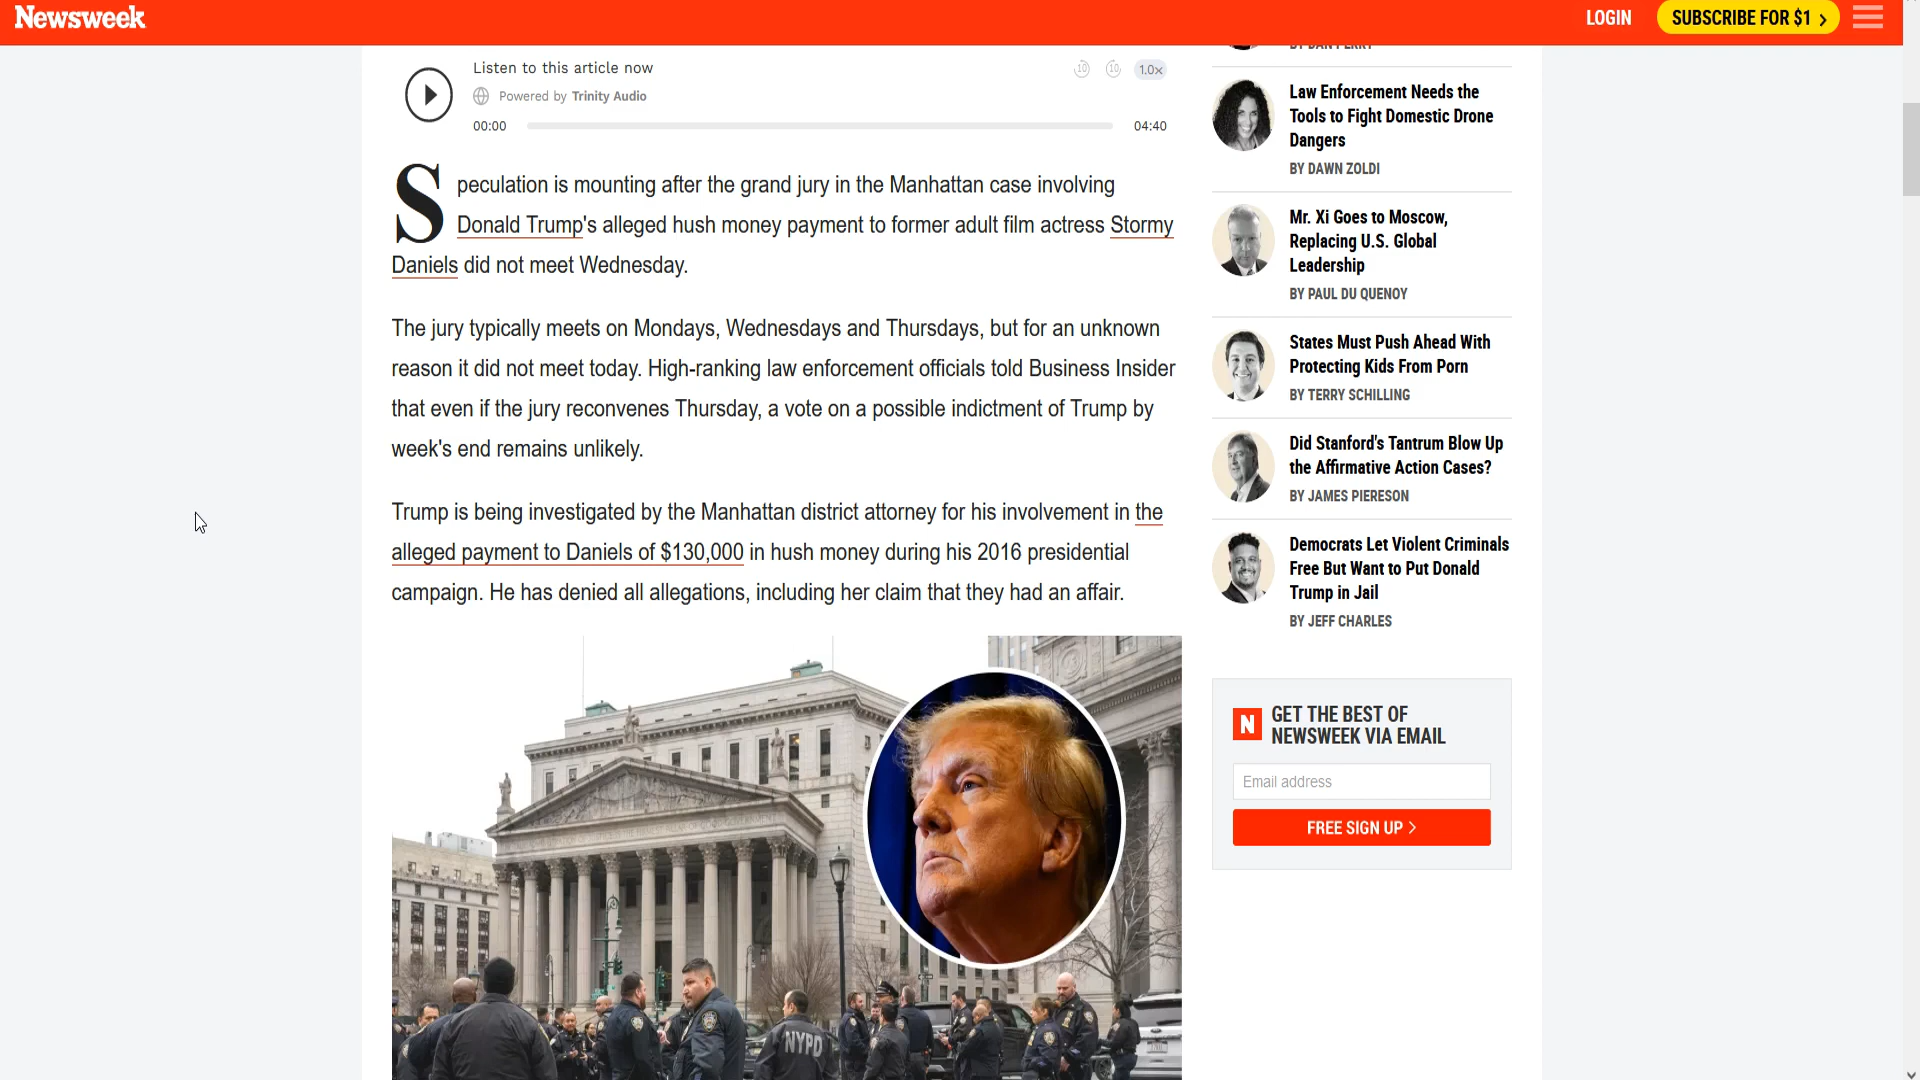 Newsweek
LOGIN
SUBSCRIBE FOR $1 >
Listen to this article now
10
10
1.0x
Powered by Trinity Audio
00:00
04:40
Speculation is mounting after the grand jury in the Manhattan case involving
Donald Trump's alleged hush money payment to former adult film actress Stormy
Daniels did not meet Wednesday.
The jury typically meets on Mondays, Wednesdays and Thursdays, but for an unknown
reason it did not meet today. High-ranking law enforcement officials told Business Insider
that even if the jury reconvenes Thursday, a vote on a possible indictment of Trump by
week's end remains unlikely.
Trump is being investigated by the Manhattan district attorney for his involvement in the
alleged payment to Daniels of $130,000 in hush money during his 2016 presidential
campaign. He has denied all allegations, including her claim that they had an affair.
NYPD
BY DAN PERRY
Law Enforcement Needs the
Tools to Fight Domestic Drone
Dangers
BY DAWN ZOLDI
Mr. Xi Goes to Moscow,
Replacing U.S. Global
Leadership
BY PAUL DU QUENOY
States Must Push Ahead With
Protecting Kids From Porn
BY TERRY SCHILLING
Did Stanford's Tantrum Blow Up
the Affirmative Action Cases?
BY JAMES PIERESON
Democrats Let Violent Criminals
Free But Want to Put Donald
Trump in Jail
BY JEFF CHARLES
N
GET THE BEST OF
NEWSWEEK VIA EMAIL
Email address
FREE SIGN UP >